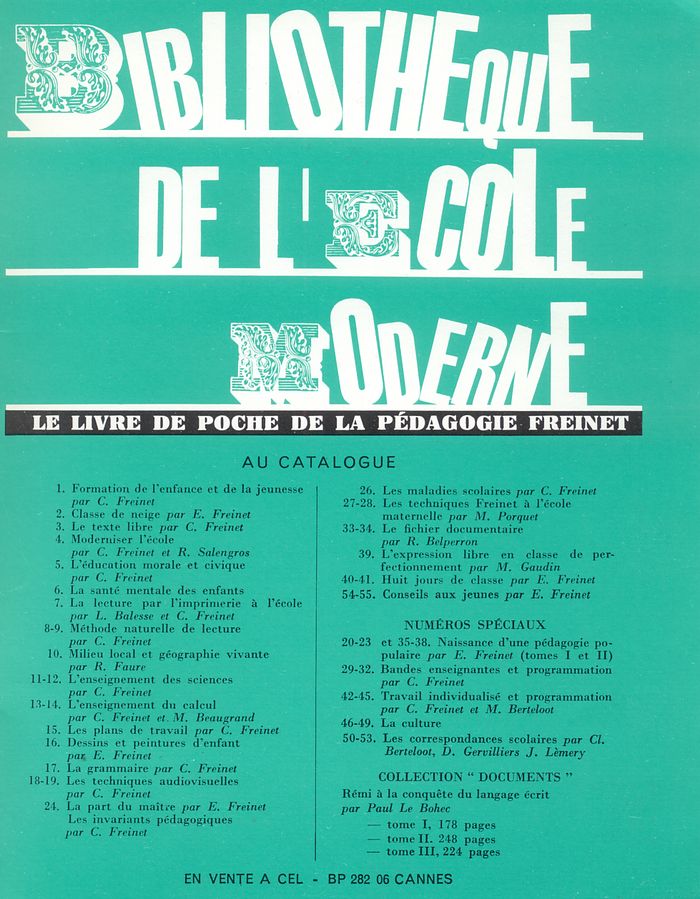 BIBLIOTHEQUE
DE L'ECOLE
MODERNE
LE LIVRE DE POCHE DE LA PÉDAGOGIE FREINET
AU CATALOGUE
1. Formation de l'enfance et de la jeunesse
par C. Freinet
2. Classe de neige par E. Freinet
3. Le texte libre par C. Freinet
4. Moderniser l'école
par C. Freinet et R. Salengros
5. L'éducation morale et civique
par C. Freinet
6. La santé mentale des enfants
7. La lecture par l'imprimerie à l'école
par L. Balesse et C. Freinet
8-9. Méthode naturelle de lecture
par C. Freinet
10. Milieu local et géographie vivante
par R. Faure
11-12. L'enseignement des sciences
par C. Freinet
13-14. L'enseignement du calcul
par C. Freinet et M. Beaugrand
15. Les plans de travail par C. Freinet
16. Dessins et peintures d'enfant
par E. Freinet
17. La grammaire par C. Freinet
18-19. Les techniques audiovisuelles
par C. Freinet
24. La part du maître par E. Freinet
Les invariants pédagogiques
par C. Freinet
26. Les maladies scolaires par C. Freinet
27-28. Les techniques Freinet à l'école
maternelle par M. Porquet
33-34. Le fichier documentaire
par R. Belperron
39. L'expression libre en classe de per-
fectionnement par M. Gaudin
40-41. Huit jours de classe par E. Freinet
54-55. Conseils aux jeunes par E. Freinet
NUMÉROS SPÉCIAUX
20-23 et 35-38. Naissance d'une pédagogie po-
pulaire par E. Freinet (tomes I et II)
29-32. Bandes enseignantes et programmation
par C. Freinet
42-45. Travail individualisé et programmation
par C. Freinet et M. Berteloot
46-49. La culture
50-53. Les correspondances scolaires par Cl.
Berteloot, D. Gervilliers J. Lèmery
COLLECTION " DOCUMENTS "
Rémi à la conquête du langage écrit
par Paul Le Bohec
— tome I, 178 pages
— tome II. 248 pages
— tome III, 224 pages
EN VENTE A CEL - BP 282 06 CANNES